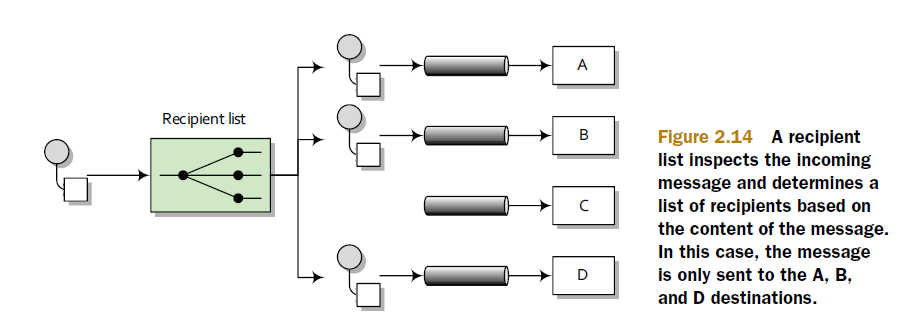 Recipient list
A
B
C
D
Figure 2.14 A recipient
list inspects the incoming
message and determines a
list of recipients based on
the content of the message.
In this case, the message
is only sent to the A, B,
and D destinations.